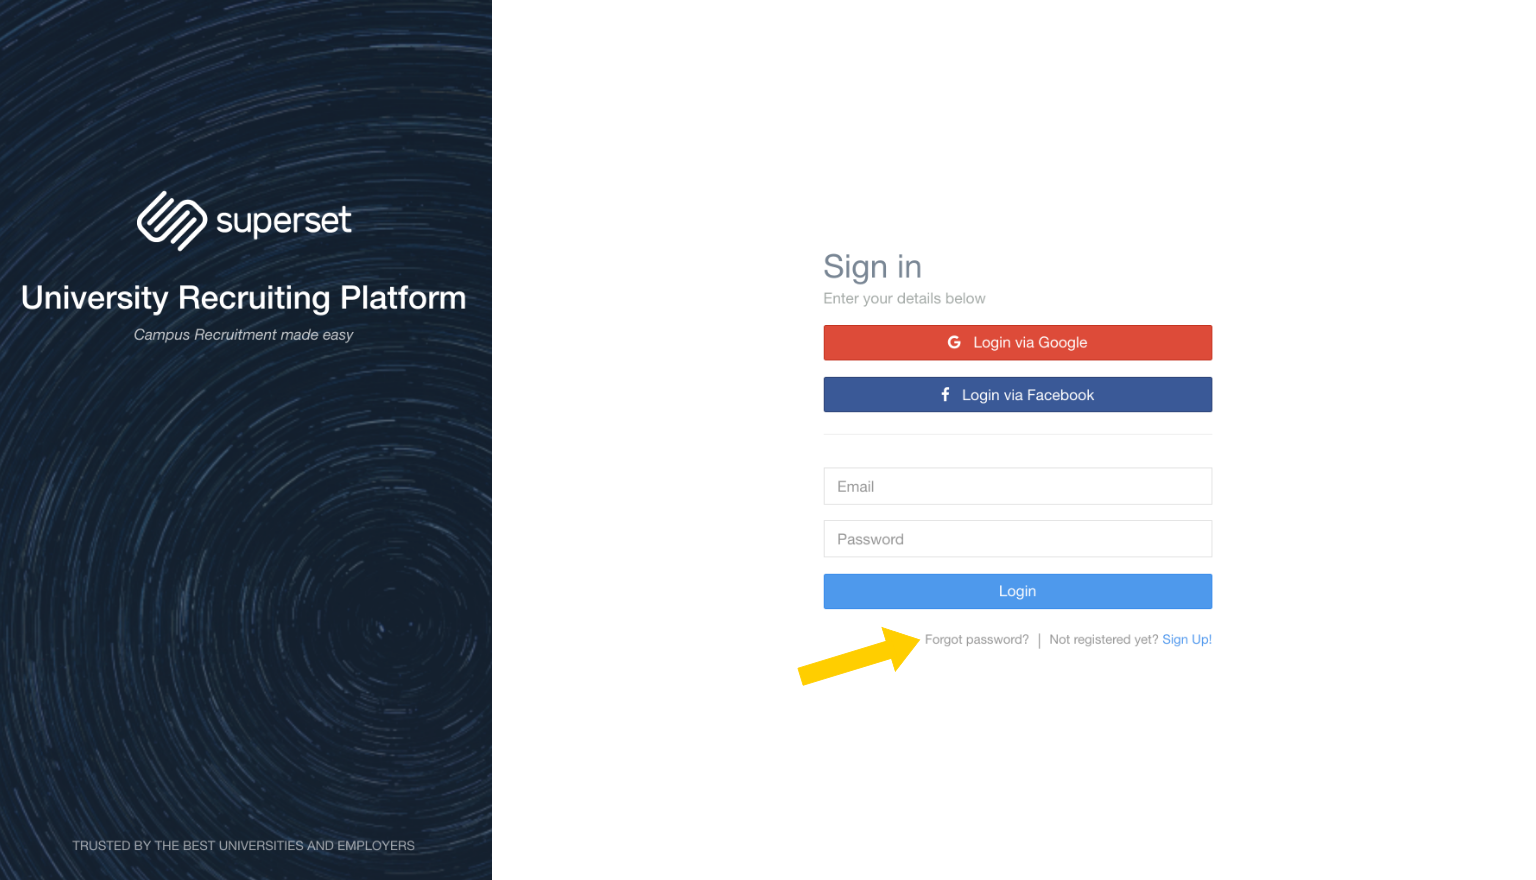 superset
University Recruiting Platform
Campus Recruitment made easy
TRUSTED BY THE BEST UNIVERSITIES AND EMPLOYERS
Sign in
Enter your details below
Login via Google
Login via Facebook
Email
Password
Login
Forgot password? | Not registered yet? Sign Up!